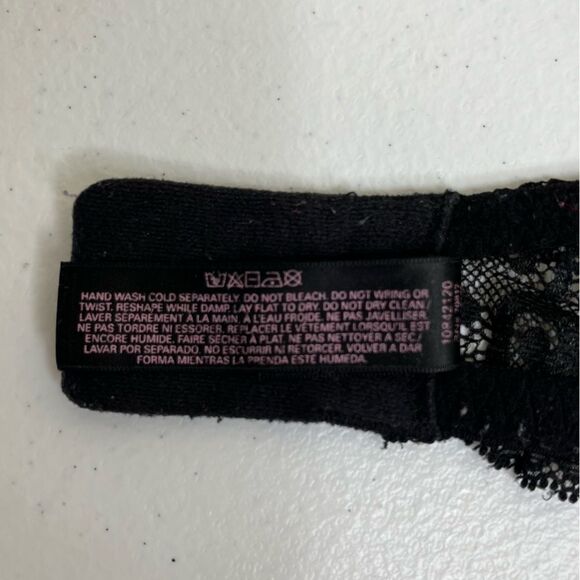 HAND WASH COLD SEPARATELY. DO NOT BLEACH. DO NOT WRING OR
TWIST. RESHAPE WHILE DAMP. LAY FLAT TO DRY. DO NOT DRY CLEAN/
LAVER SÉPARÉMENT À LA MAIN, À L'EAU FROIDE. NE PAS JAVELLISER.
NE PAS TORDRE NI ESSORER. REPLACER LE VÊTEMENT LORSQU'IL EST
ENCORE HUMIDE. FAIRE SÉCHER À PLAT. NE PAS NETTOYER À SEC/
LAVAR POR SEPARADO. NO ESCURRIR NI RETORCER. VOLVER A DAR
FORMA MIENTRAS LA PRENDA ESTÉ HÚMEDA.
10942170